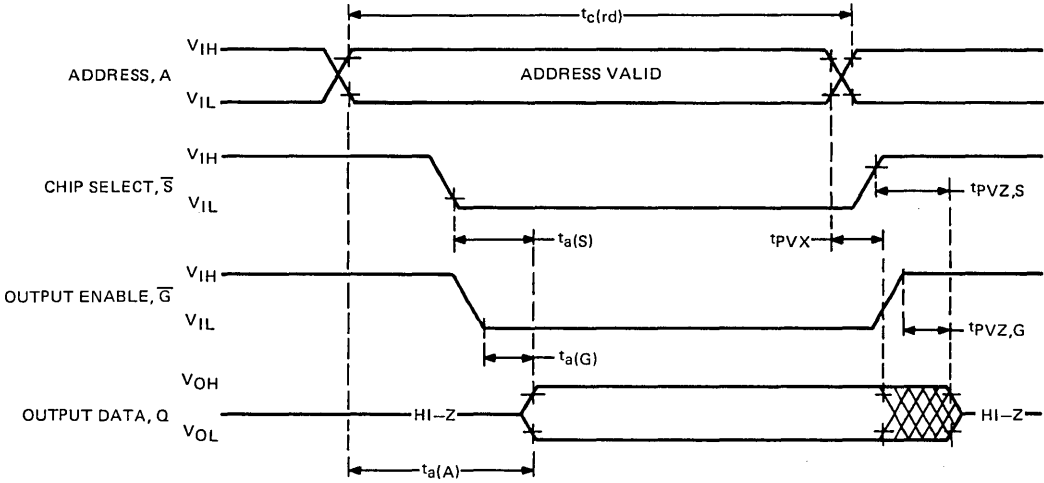 tc(rd)
VIH
ADDRESS, A
ADDRESS VALID
VIL
VIH
CHIP SELECT, S̅
VIL
tPVZ,S
ta(S)
tPVX
VIH
OUTPUT ENABLE, G̅
VIL
tPVZ,G
ta(G)
VOH
OUTPUT DATA, Q
HI–Z
HI–Z
VOL
ta(A)